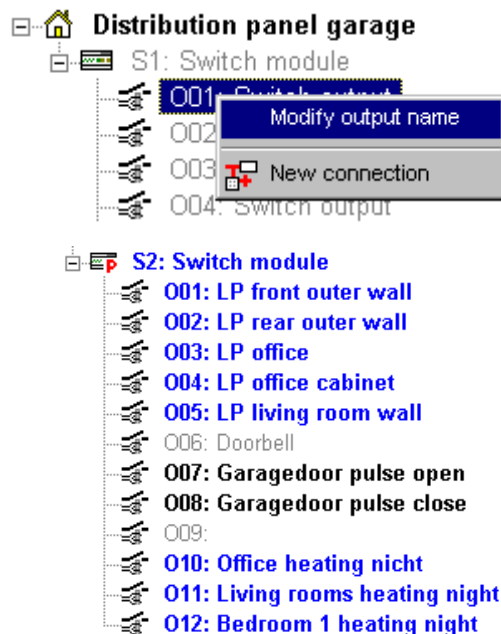 Distribution panel garage
S1: Switch module
O01: Switch output
Modify output name
O02
O03
New connection
O04: Switch output
S2: Switch module
O01: LP front outer wall
O02: LP rear outer wall
O03: LP office
O04: LP office cabinet
O05: LP living room wall
O06: Doorbell
O07: Garagedoor pulse open
O08: Garagedoor pulse close
O09:
O10: Office heating nicht
O11: Living rooms heating night
O12: Bedroom 1 heating night